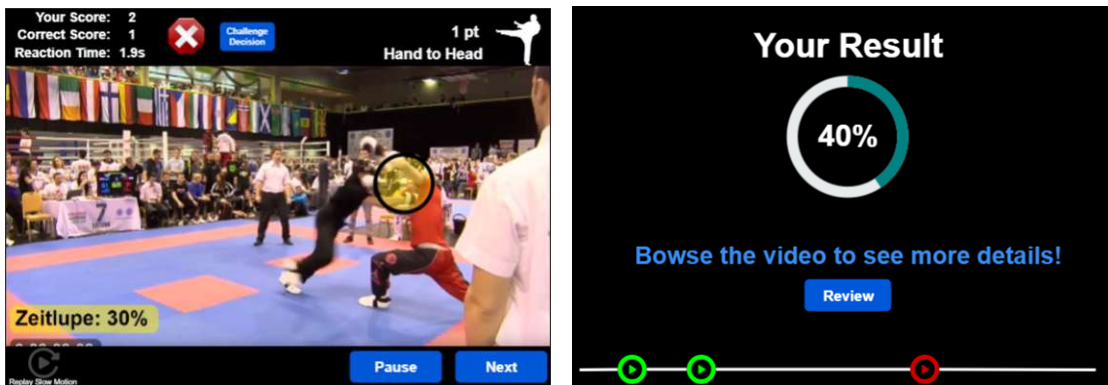 Your Score: 2
Correct Score: 1
Reaction Time: 1.9s
Challenge
Decision
1 pt
Hand to Head
7
Zeitlupe: 30%
Replay Slow Motion
Pause
Next
Your Result
40%
Bowse the video to see more details!
Review